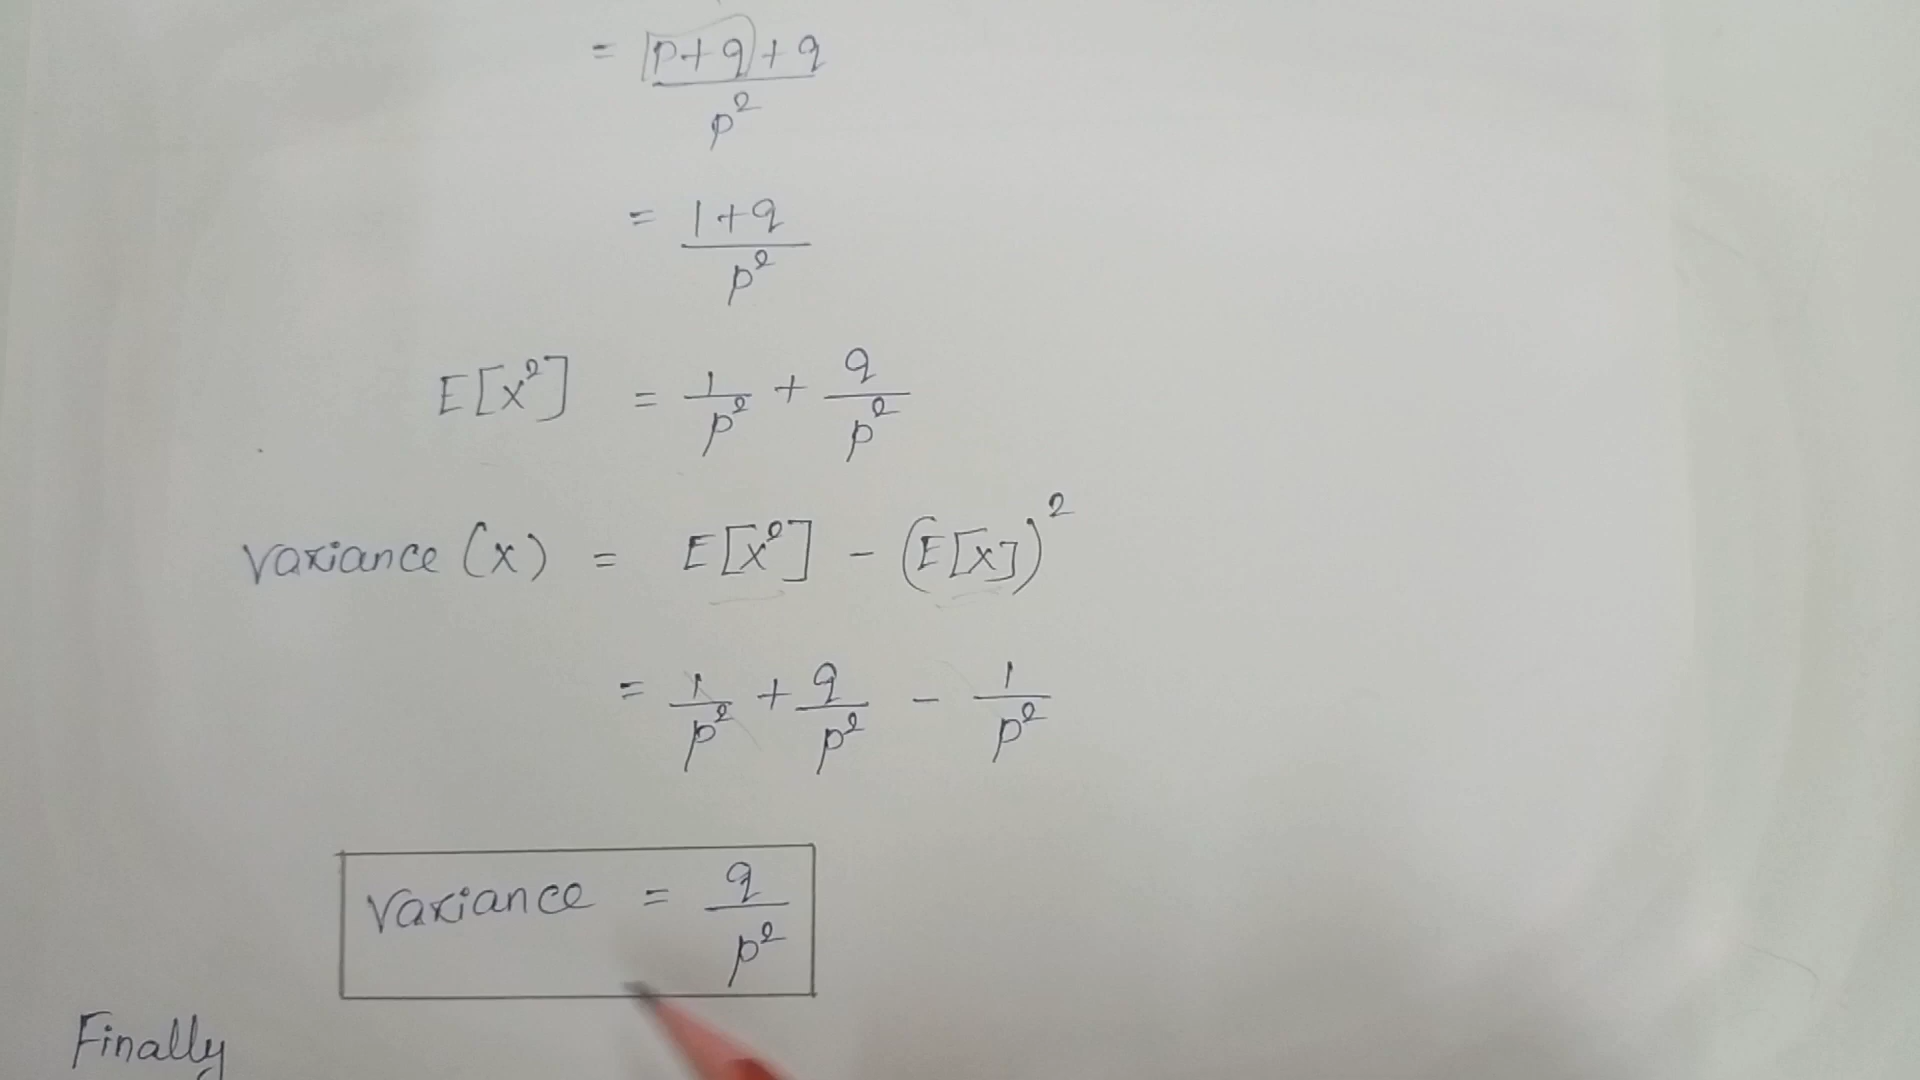 = (p+q)+q / p²
= 1+q / p²
E[x²] = 1/p² + q/p²
Variance (x) = E[x²] - (E[x])²
= 1/p² + q/p² - 1/p²
Variance = q/p²
Finally